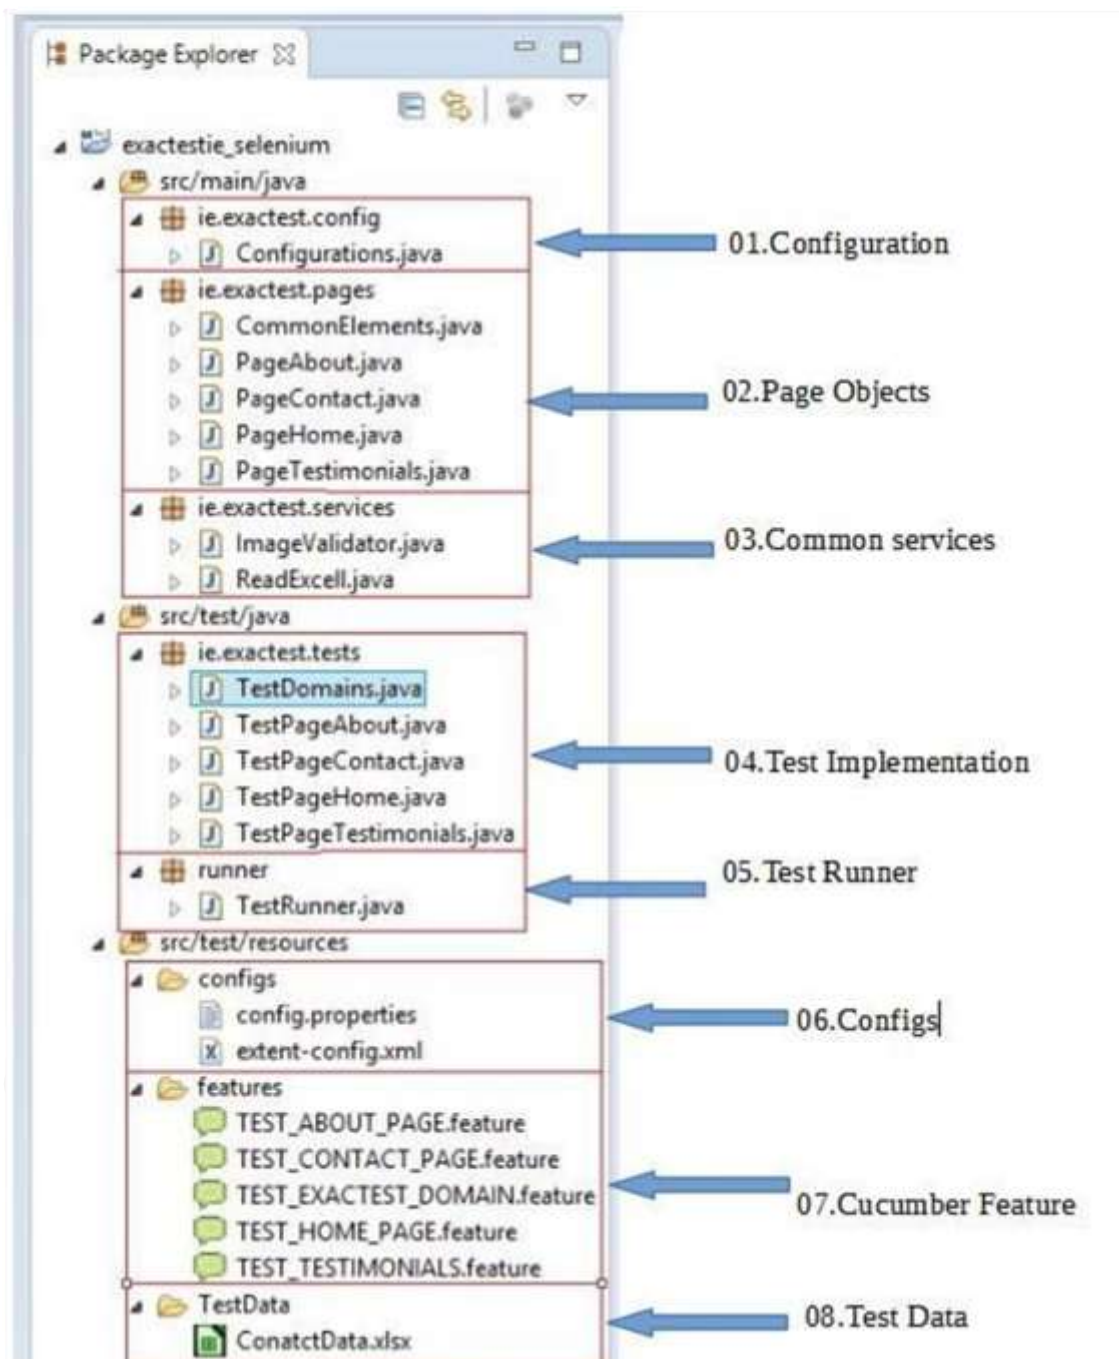 Package Explorer
exactestie_selenium
src/main/java
ie.exactest.config
Configurations.java
01.Configuration
ie.exactest.pages
CommonElements.java
PageAbout.java
PageContact.java
02.Page Objects
PageHome.java
PageTestimonials.java
ie.exactest.services
ImageValidator.java
03.Common services
ReadExcell.java
src/test/java
ie.exactest.tests
TestDomains.java
TestPageAbout.java
TestPageContact.java
04.Test Implementation
TestPageHome.java
TestPageTestimonials.java
runner
05.Test Runner
TestRunner.java
src/test/resources
configs
config.properties
06.Configs
extent-config.xml
features
TEST_ABOUT_PAGE.feature
TEST_CONTACT_PAGE.feature
TEST_EXACTEST_DOMAIN.feature
07.Cucumber Feature
TEST_HOME_PAGE.feature
TEST_TESTIMONIALS.feature
TestData
08.Test Data
ConatctData.xlsx